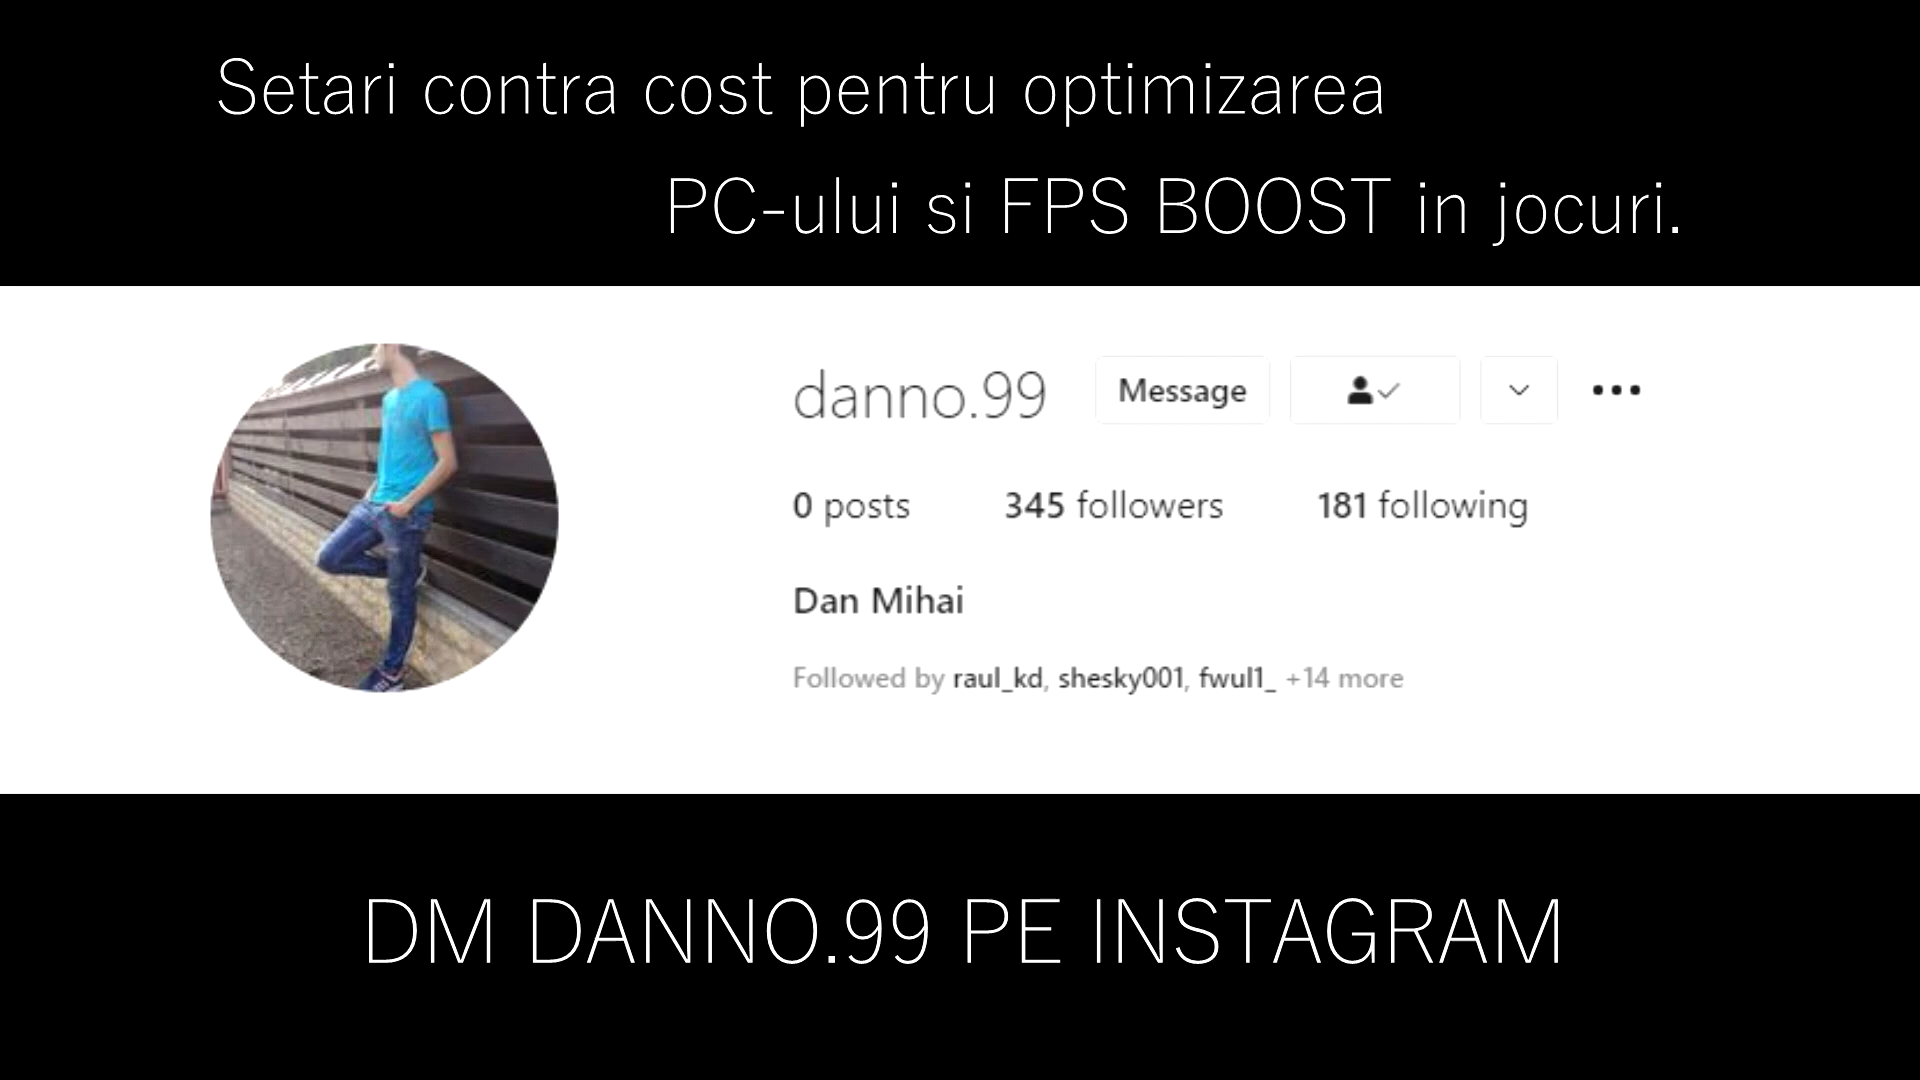 Setari contra cost pentru optimizarea
PC-ului si FPS BOOST in jocuri.
danno.99 Message
0 posts 345 followers 181 following
Dan Mihai
Followed by raul_kd, shesky001, fwul1_ +14 more
DM DANNO.99 PE INSTAGRAM